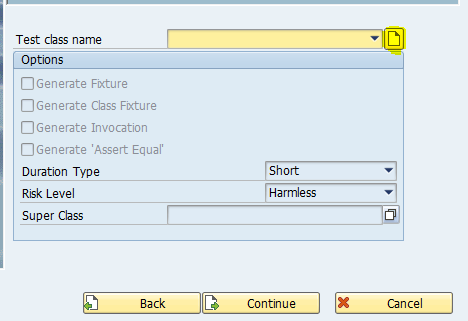 Test class name
Options
Generate Fixture
Generate Class Fixture
Generate Invocation
Generate 'Assert Equal'
Duration Type Short
Risk Level Harmless
Super Class
Back Continue Cancel